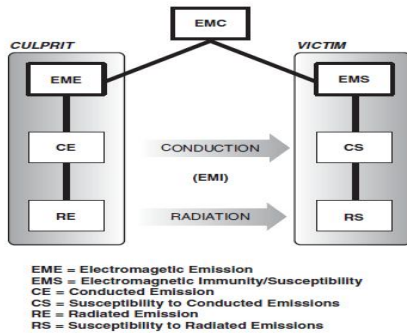 EMC
CULPRIT
VICTIM
EME
EMS
CE
CONDUCTION
CS
(EMI)
RE
RADIATION
RS
EME = Electromagetic Emission
EMS = Electromagnetic Immunity/Susceptibility
CE = Conducted Emission
CS = Susceptibility to Conducted Emissions
RE = Radiated Emission
RS = Susceptibility to Radiated Emissions